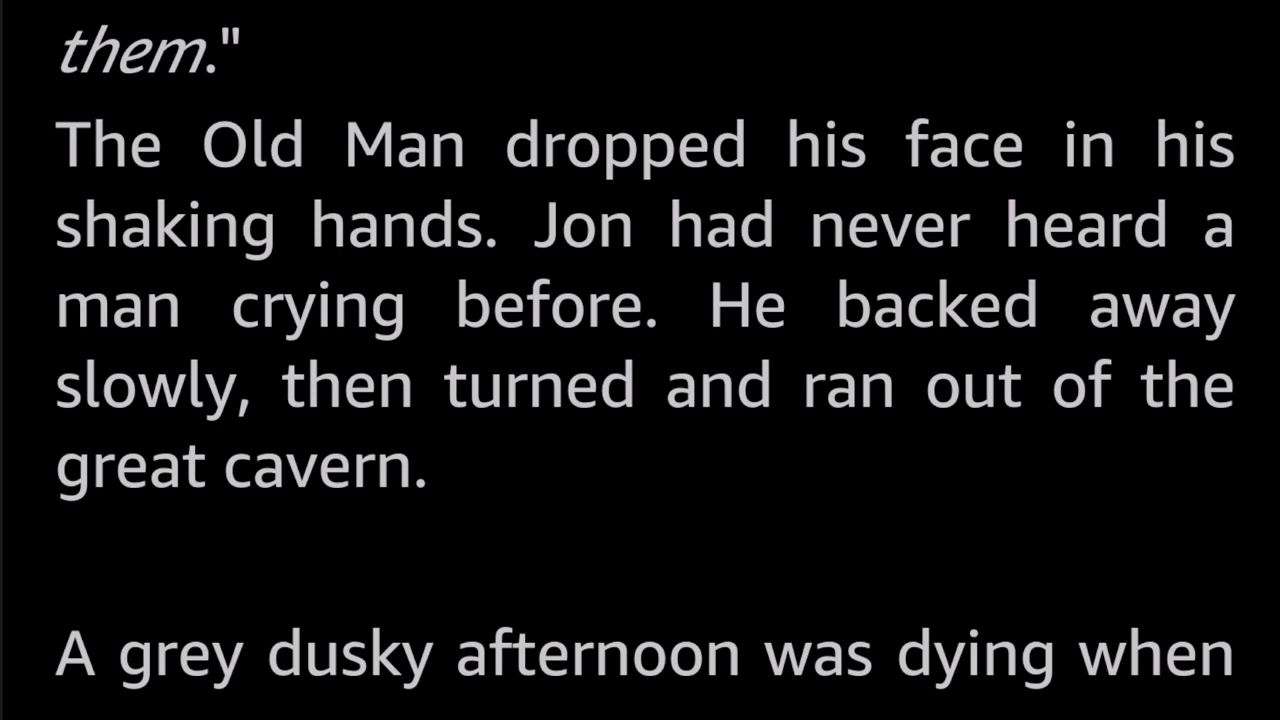 them."
The Old Man dropped his face in his
shaking hands. Jon had never heard a
man crying before. He backed away
slowly, then turned and ran out of the
great cavern.
A grey dusky afternoon was dying when